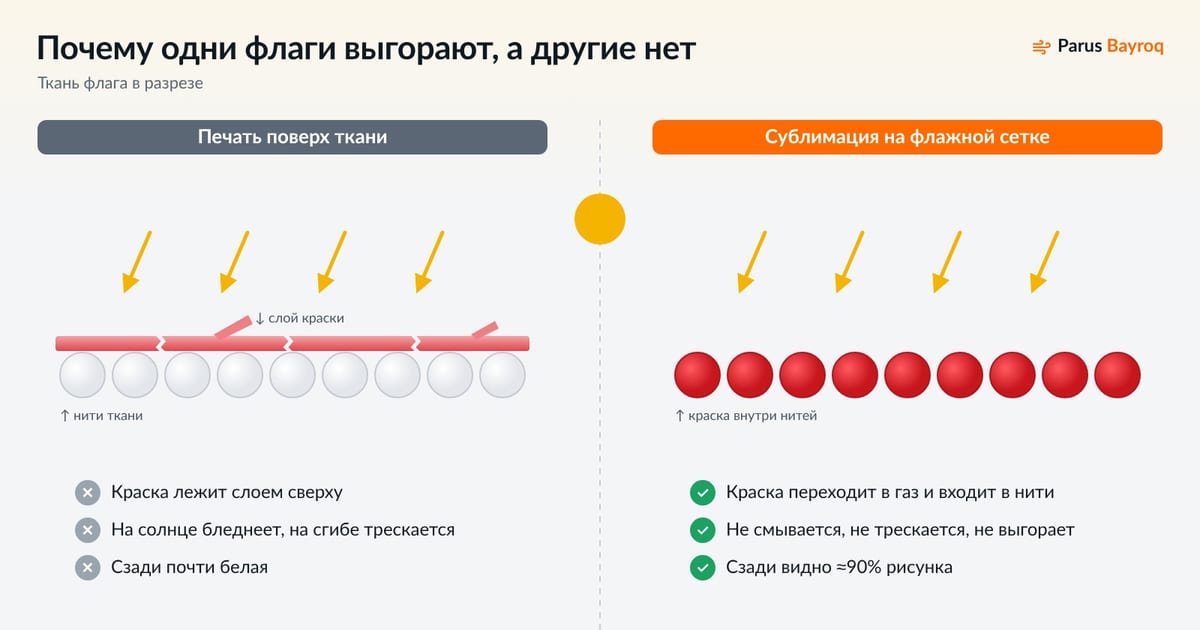 Почему одни флаги выгорают, а другие нет
Parus Bayroq
Ткань флага в разрезе
Печать поверх ткани
↓ слой краски
↑ нити ткани
Краска лежит слоем сверху
На солнце бледнеет, на сгибе трескается
Сзади почти белая
Сублимация на флажной сетке
↑ краска внутри нитей
Краска переходит в газ и входит в нити
Не смывается, не трескается, не выгорает
Сзади видно ≈90% рисунка